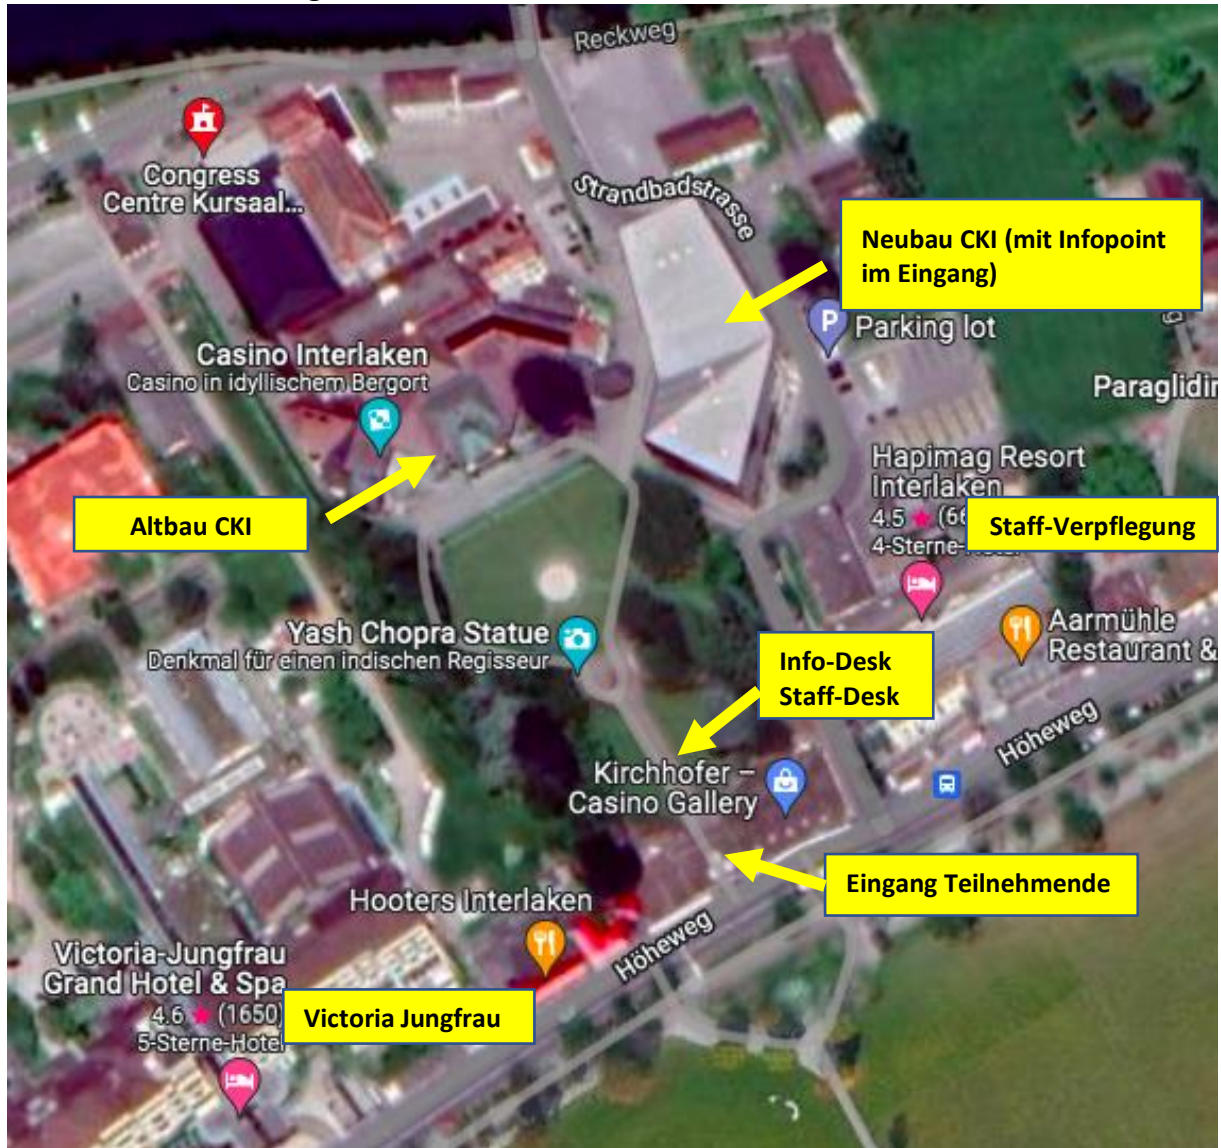 Reckweg
Congress
Centre Kursaal...
Strandbadstrasse
Neubau CKI (mit Infopoint
im Eingang)
P
Parking lot
Casino Interlaken
Casino in idyllischem Bergort
Paraglidin
Hapimag Resort
Interlaken
4.5 ★ (66
4-Sterne-Hotel
Staff-Verpflegung
Altbau CKI
Yash Chopra Statue
Denkmal für einen indischen Regisseur
Aarmühle
Restaurant &
Info-Desk
Staff-Desk
Höheweg
Kirchhofer –
Casino Gallery
Eingang Teilnehmende
Hooters Interlaken
Höheweg
Victoria-Jungfrau
Grand Hotel & Spa
4.6 ★ (1650)
5-Sterne-Hotel
Victoria Jungfrau